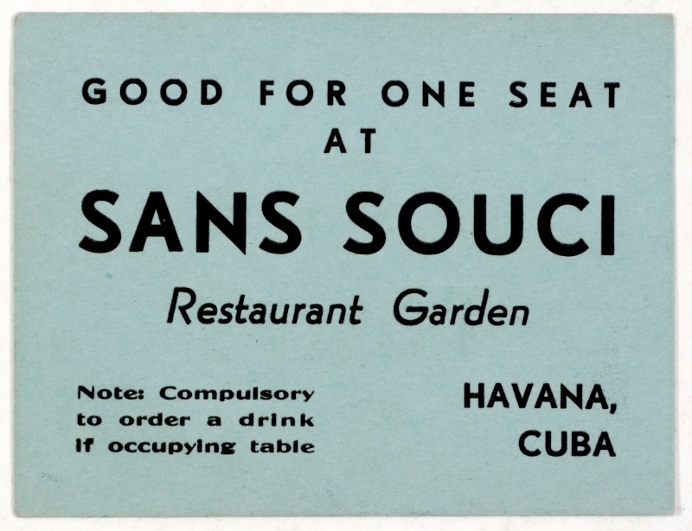 GOOD FOR ONE SEAT
AT
SANS SOUCI
Restaurant Garden
Note: Compulsory
to order a drink
if occupying table
HAVANA,
CUBA